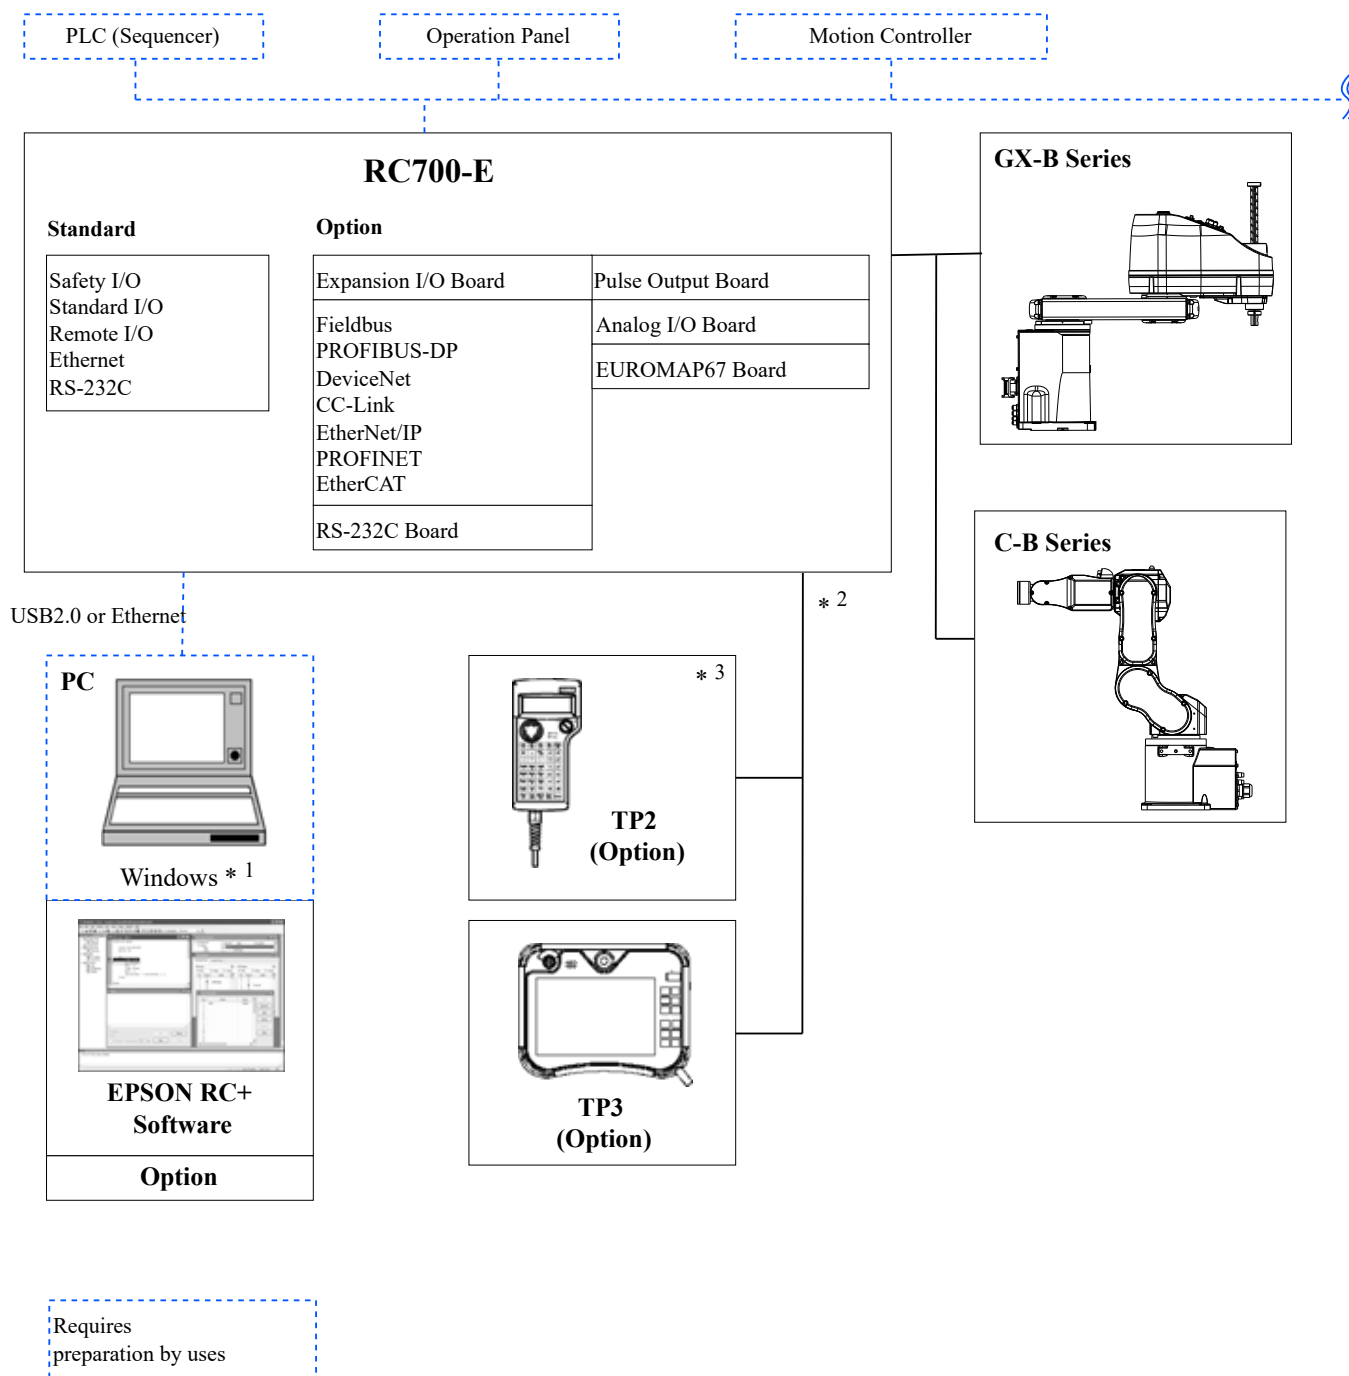 PLC (Sequencer)
Operation Panel
Motion Controller
RC700-E
Standard
Safety I/O
Standard I/O
Remote I/O
Ethernet
RS-232C
Option
Expansion I/O Board
Fieldbus
PROFIBUS-DP
DeviceNet
CC-Link
EtherNet/IP
PROFINET
EtherCAT
RS-232C Board
Pulse Output Board
Analog I/O Board
EUROMAP67 Board
GX-B Series
C-B Series
USB2.0 or Ethernet
* 2
PC
Windows * 1
EPSON RC+
Software
Option
* 3
TP2
(Option)
TP3
(Option)
Requires
preparation by uses